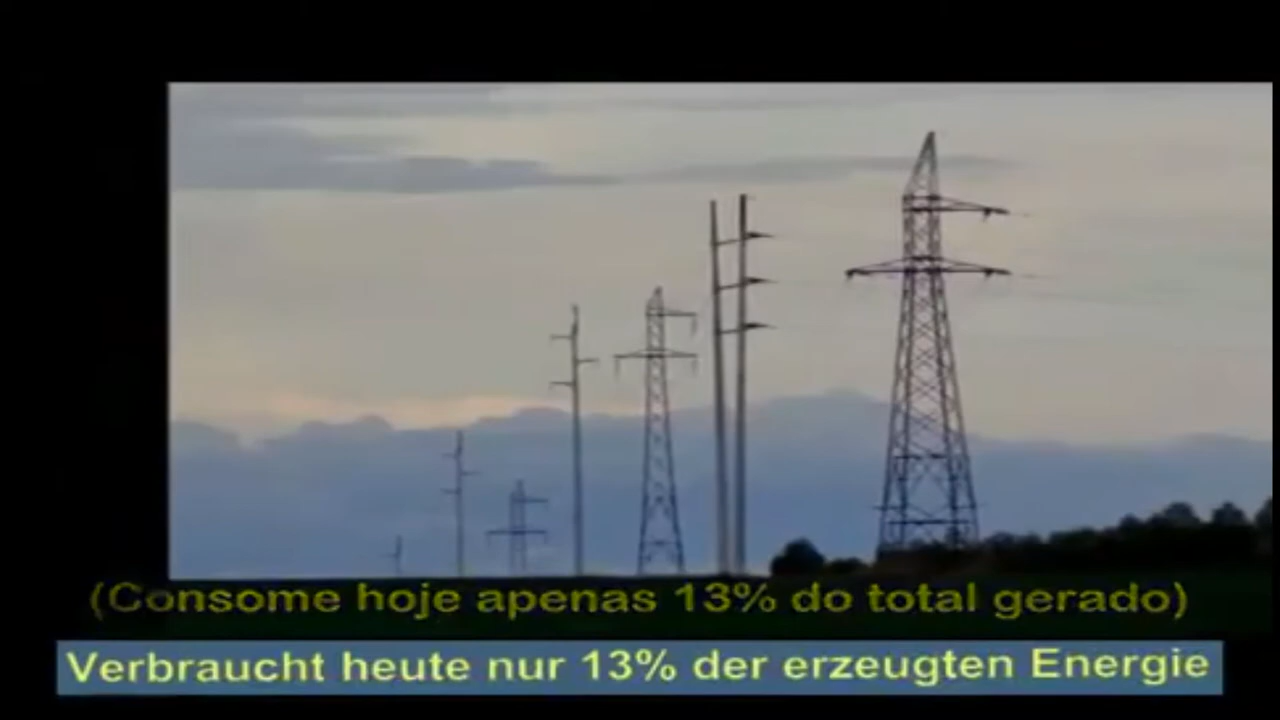 (Consome hoje apenas 13% do total gerado)
Verbraucht heute nur 13% der erzeugten Energie